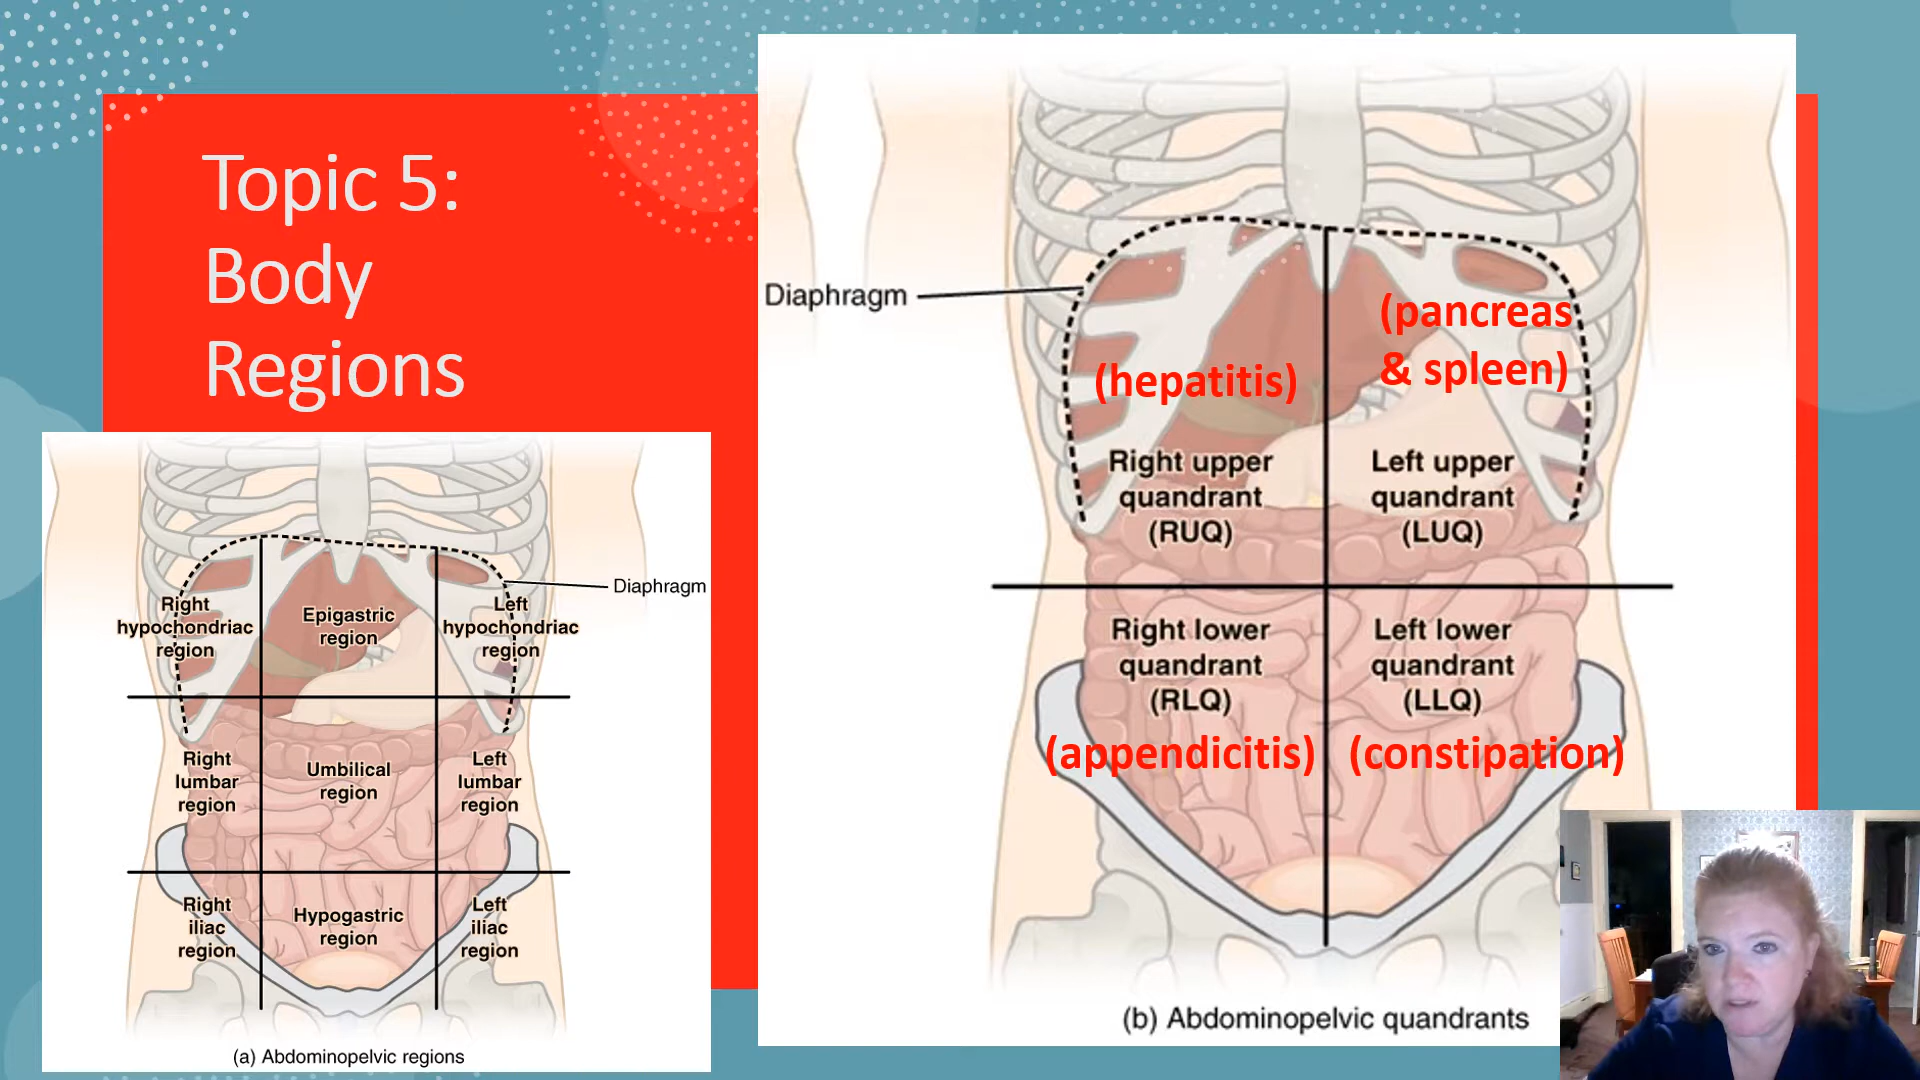 Topic 5:
Body
Regions
Right
hypochondriac
region
Epigastric
region
Left
hypochondriac
region
Diaphragm
Right
lumbar
region
Umbilical
region
Left
lumbar
region
Right
iliac
region
Hypogastric
region
Left
iliac
region
(a) Abdominopelvic regions
Diaphragm
(hepatitis)
(pancreas
& spleen)
Right upper
quandrant
(RUQ)
Left upper
quandrant
(LUQ)
Right lower
quandrant
(RLQ)
Left lower
quandrant
(LLQ)
(appendicitis)
(constipation)
(b) Abdominopelvic quandrants